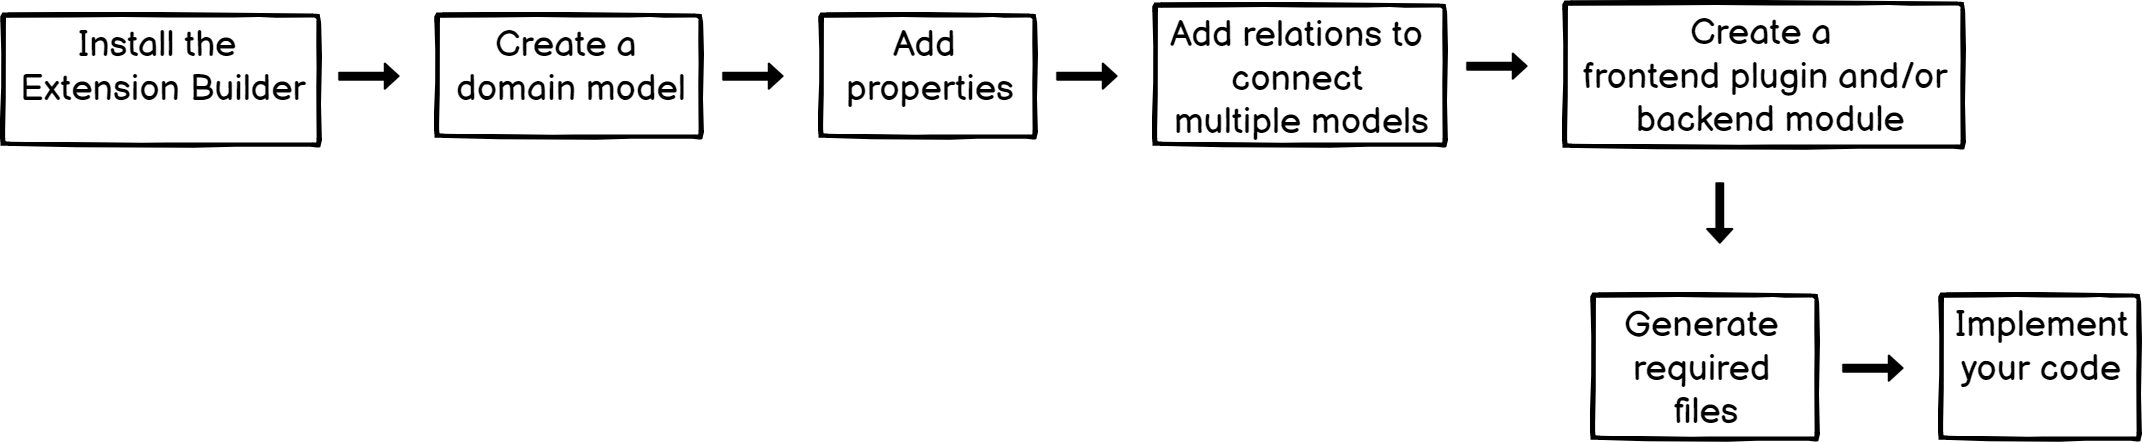 Install the
Extension Builder
Create a
domain model
Add
properties
Add relations to
connect
multiple models
Create a
frontend plugin and/or
backend module
Generate
required
files
Implement
your code